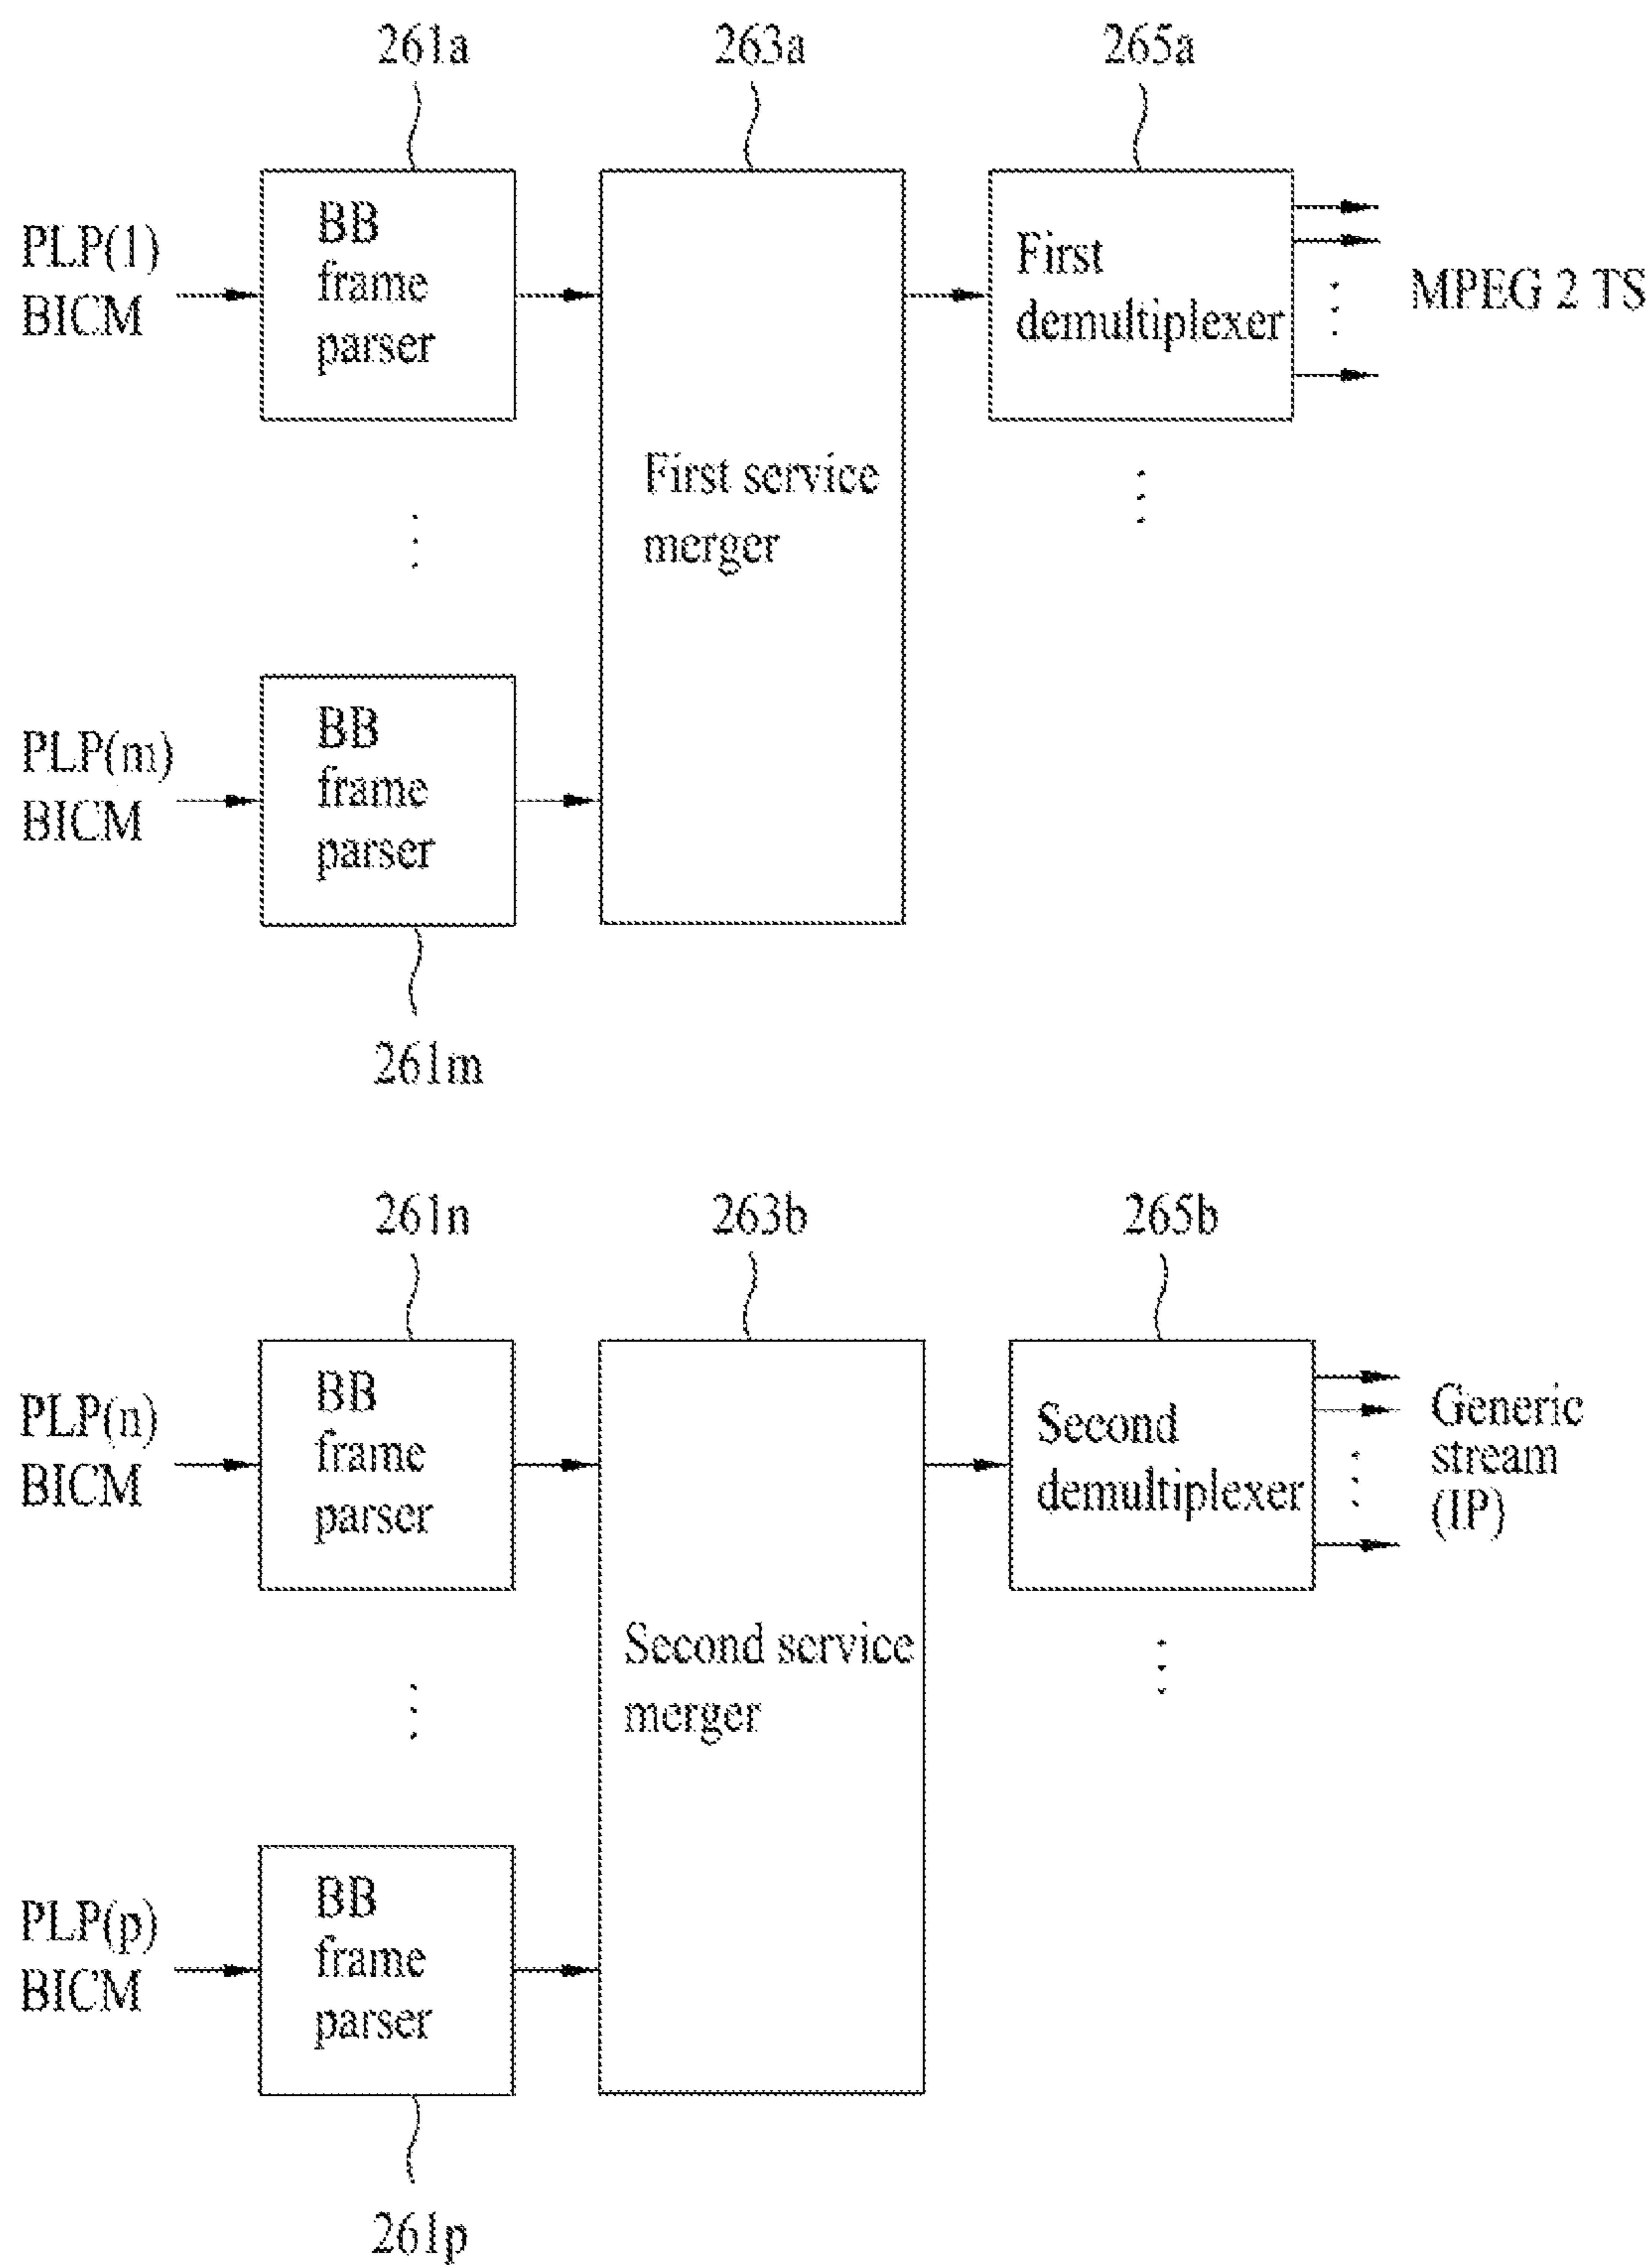 261a
263a
265a
PLP(1)
BICM
BB
frame
parser
First service
merger
First
demultiplexer
MPEG 2 TS
PLP(m)
BICM
BB
frame
parser
261m
261n
263b
265b
PLP(n)
BICM
BB
frame
parser
Second service
merger
Second
demultiplexer
Generic
stream
(IP)
PLP(p)
BICM
BB
frame
parser
261p